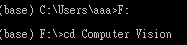 (base) C:\Users\aaa>F:
(base) F:\>cd Computer Vision